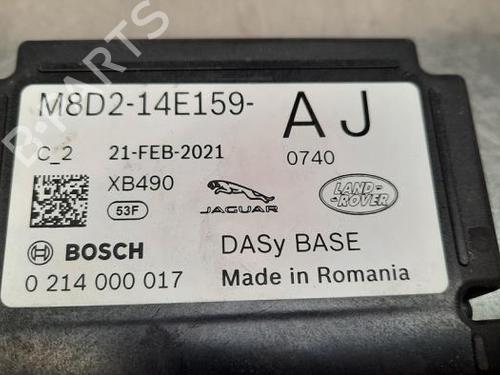 M8D2-14E159- AJ
C_2 21-FEB-2021 0740
XB490
53F JAGUAR LAND-ROVER
BOSCH DASy BASE
0 214 000 017 Made in Romania
B-Parts